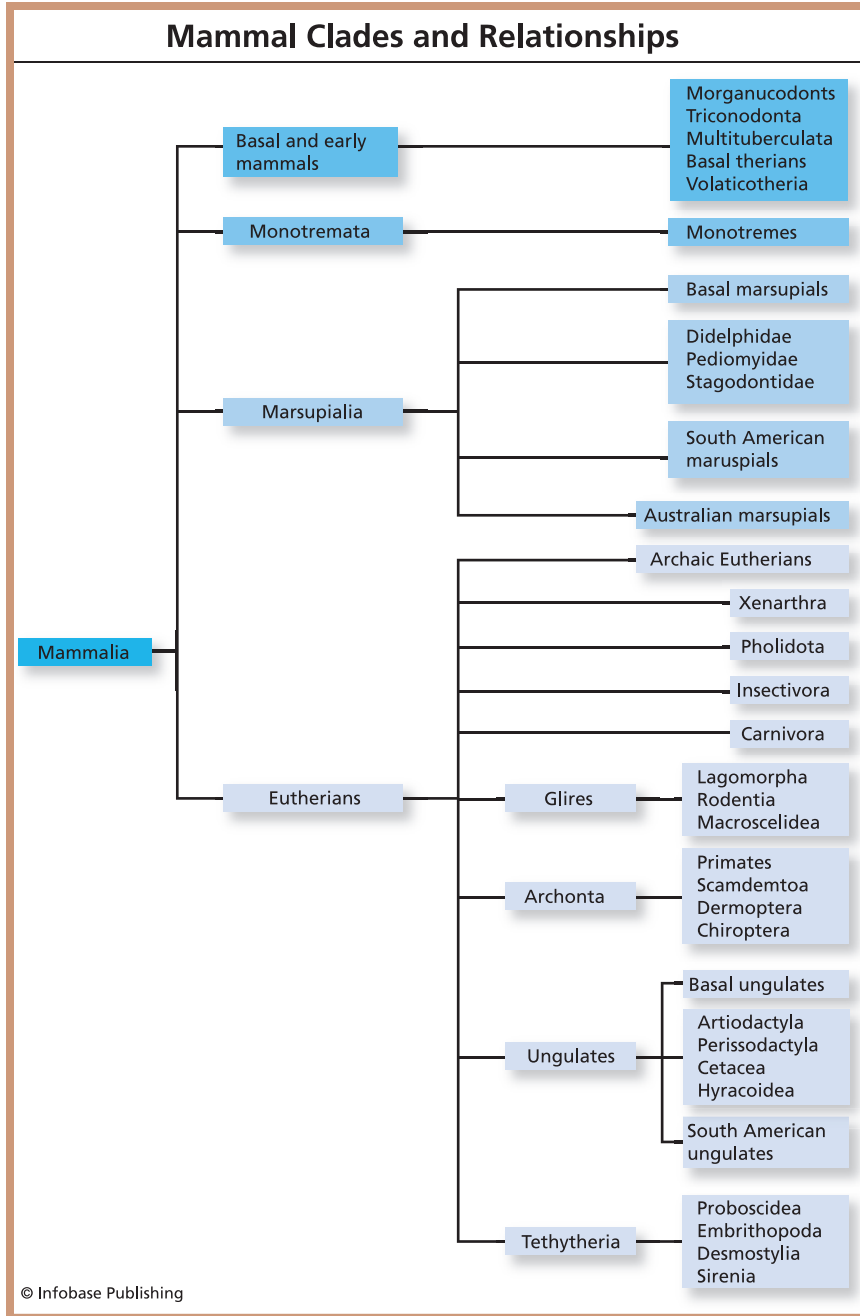 Mammal Clades and Relationships
Morganucodonts
Triconodonta
Multituberculata
Basal therians
Volaticotheria
Basal and early
mammals
Monotremata
Monotremes
Basal marsupials
Didelphidae
Pediomyidae
Stagodontidae
Marsupialia
South American
maruspials
Australian marsupials
Archaic Eutherians
Xenarthra
Pholidota
Insectivora
Carnivora
Mammalia
Eutherians
Glires
Lagomorpha
Rodentia
Macroscelidea
Archonta
Primates
Scamdemtoa
Dermoptera
Chiroptera
Ungulates
Basal ungulates
Artiodactyla
Perissodactyla
Cetacea
Hyracoidea
South American
ungulates
Tethytheria
Proboscidea
Embrithopoda
Desmostylia
Sirenia
© Infobase Publishing